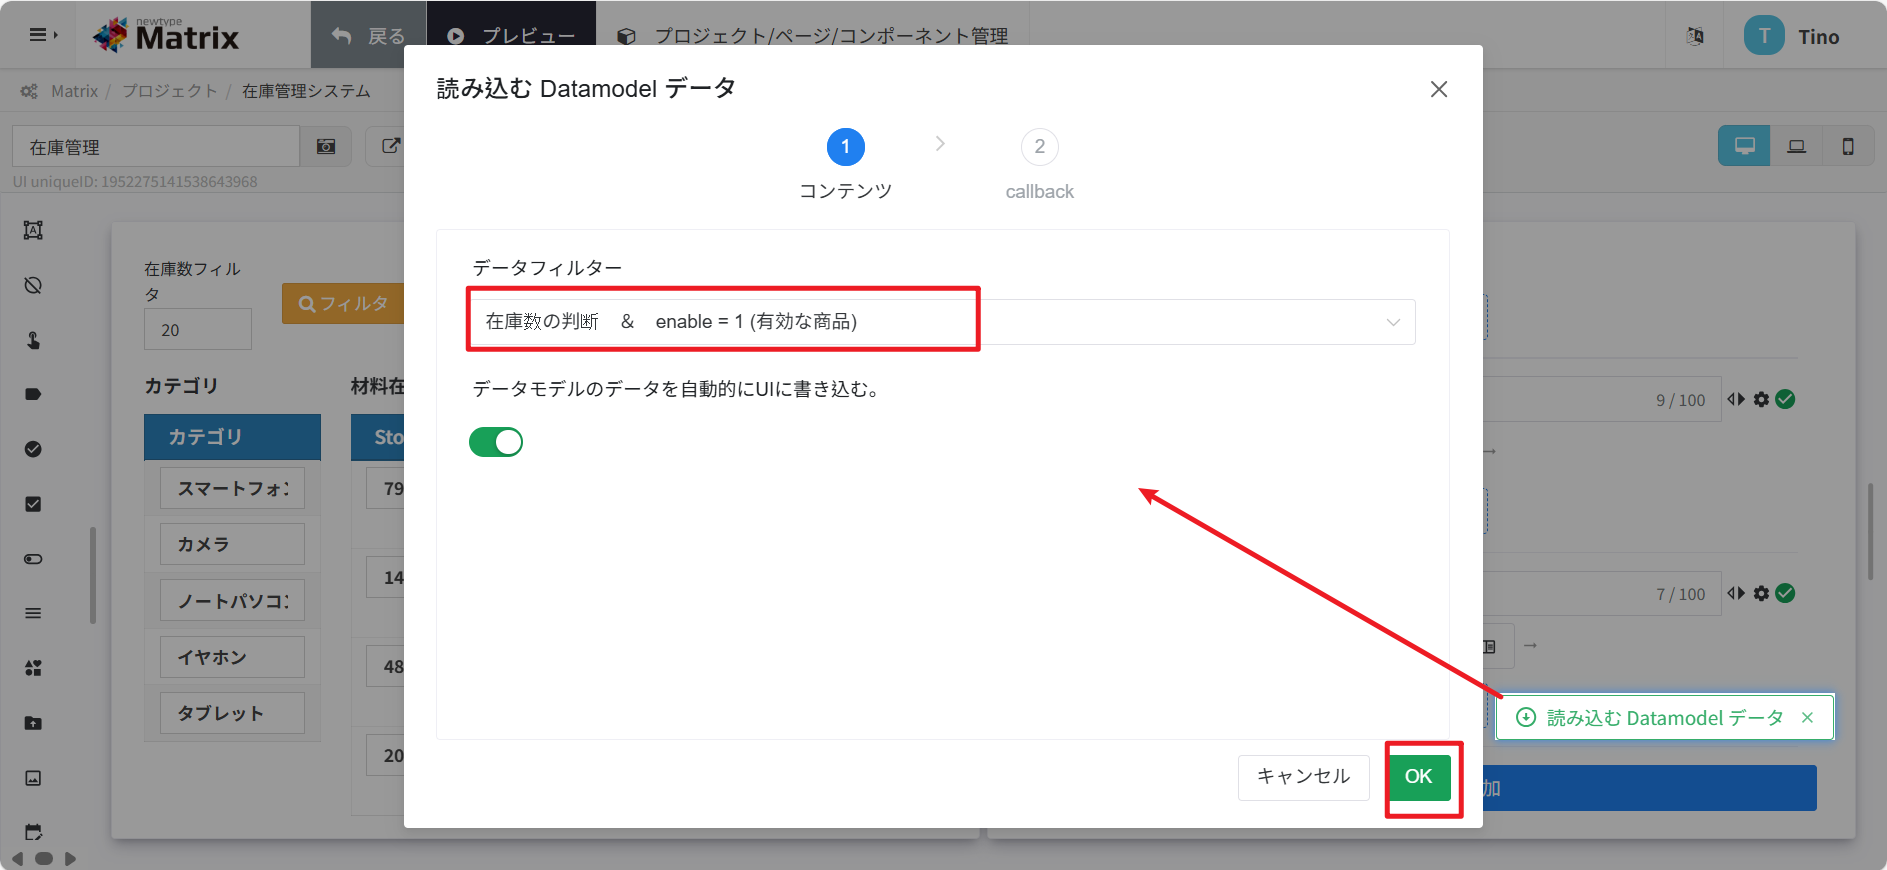 newtype
Matrix
戻る
プレビュー
プロジェクト/ページ/コンポーネント管理
T
Tino
Matrix / プロジェクト / 在庫管理システム
在庫管理
UI uniqueID: 1952275141538643968
読み込む Datamodel データ
1
2
コンテンツ
callback
データフィルター
在庫数の判断 & enable = 1 (有効な商品)
データモデルのデータを自動的にUIに書き込む。
キャンセル
OK
在庫数フィル
タ
20
フィルタ
カテゴリ
材料在
カテゴリ
Sto
スマートフォン
79
カメラ
14
ノートパソコン
イヤホン
48
タブレット
20
9 / 100
7 / 100
読み込む Datamodel データ
加